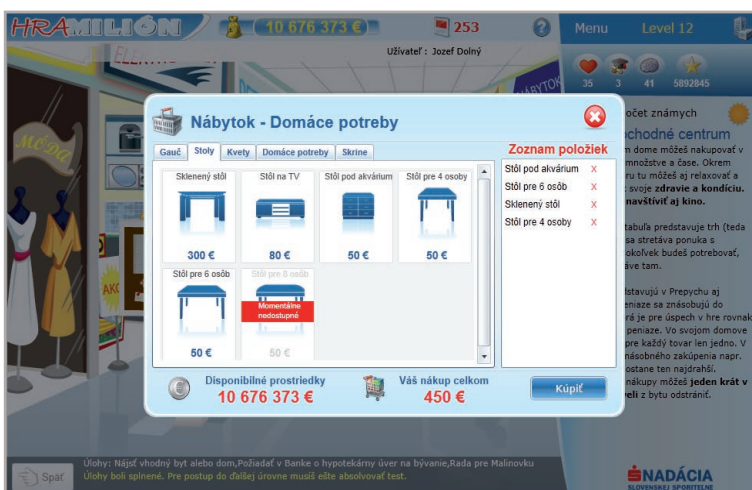 HRAMILIÓN
( 10 676 373 € )
253
?
Menu
Level 12
Užívateľ : Jozef Dolný
35
3
41
5892845
MÓDA
Nábytok - Domáce potreby
Gauč
Stoly
Kvety
Domáce potreby
Skrine
Zoznam položiek
Sklenený stôl
Stôl na TV
Stôl pod akvárium
Stôl pre 4 osoby
300 €
80 €
50 €
50 €
Stôl pre 6 osôb
Stôl pre 8 osôb
Momentálne
nedostupné
50 €
50 €
Stôl pod akvárium X
Stôl pre 6 osôb X
Sklenený stôl X
Stôl pre 4 osoby X
Disponibilné prostriedky
10 676 373 €
Váš nákup celkom
450 €
Kúpiť
očet známych
chodné centrum
m dome môžeš nakupovať v
množstve a čase. Okrem
ru tu môžeš aj relaxovať a
svoje zdravie a kondíciu.
navštíviť aj kino.
tabuľa predstavuje trh (teda
sa stretáva ponuka s
okoľvek budeš potrebovať,
áve tam.
dstavujú v Prepychu aj
eniaze sa znásobujú do
rá je pre úspech v hre rovnak
peniaze. Vo svojom domove
pre každý tovar len jedno. V
násobného zakúpenia napr.
ostane ten najdrahší.
nákupy môžeš jeden krát v
veli z bytu odstrániť.
Späť
Úlohy: Nájsť vhodný byt alebo dom,Požiadať v Banke o hypotekárny úver na bývanie,Rada pre Malinovku
Úlohy boli splnené. Pre postup do ďalšej úrovne musíš ešte absolvovať test.
NADÁCIA
SLOVENSKEJ SPORITEĽNE